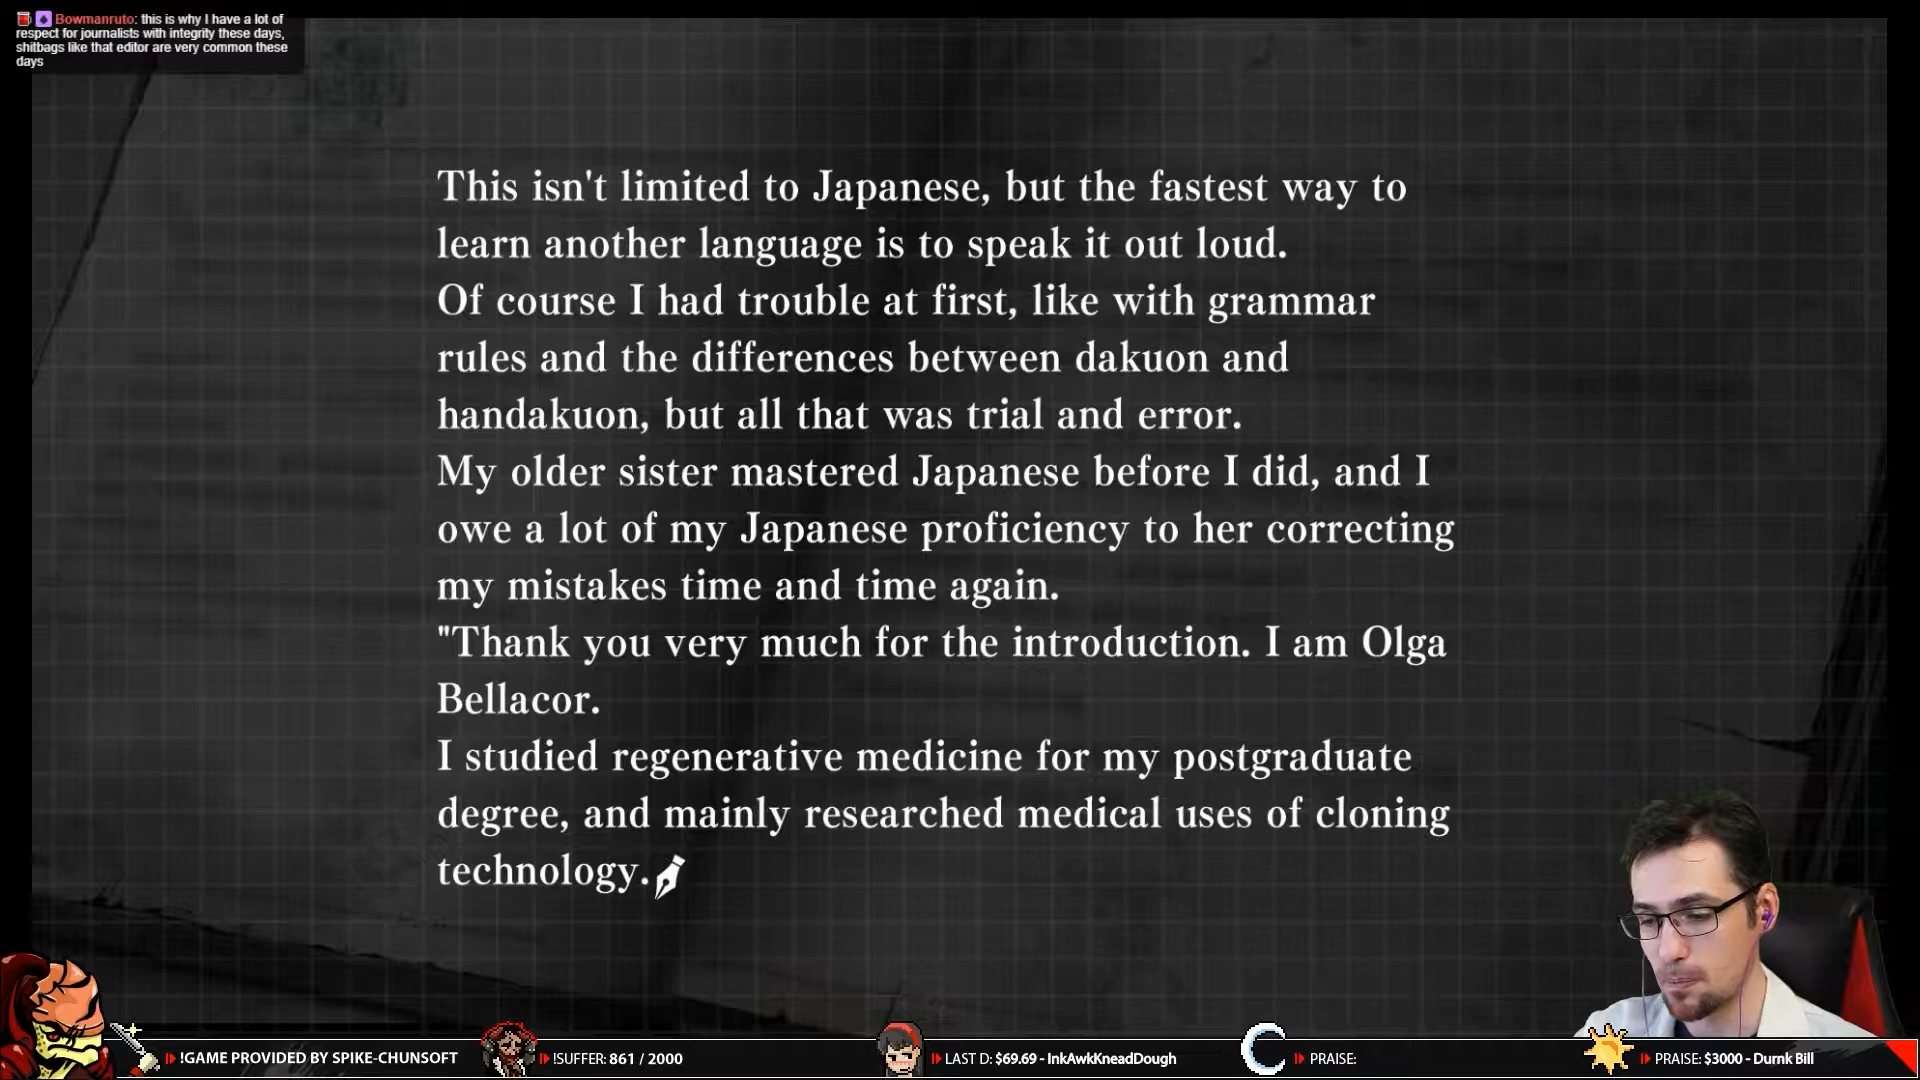 Bowmanruto: this is why I have a lot of
respect for journalists with integrity these days,
shitbags like that editor are very common these
days
This isn't limited to Japanese, but the fastest way to
learn another language is to speak it out loud.
Of course I had trouble at first, like with grammar
rules and the differences between dakuon and
handakuon, but all that was trial and error.
My older sister mastered Japanese before I did, and I
owe a lot of my Japanese proficiency to her correcting
my mistakes time and time again.
"Thank you very much for the introduction. I am Olga
Bellacor.
I studied regenerative medicine for my postgraduate
degree, and mainly researched medical uses of cloning
technology.
!GAME PROVIDED BY SPIKE-CHUNSOFT
!SUFFER: 861 / 2000
LAST D: $69.69 - InkAwkKneadDough
PRAISE:
PRAISE: $3000 - Durnk Bill